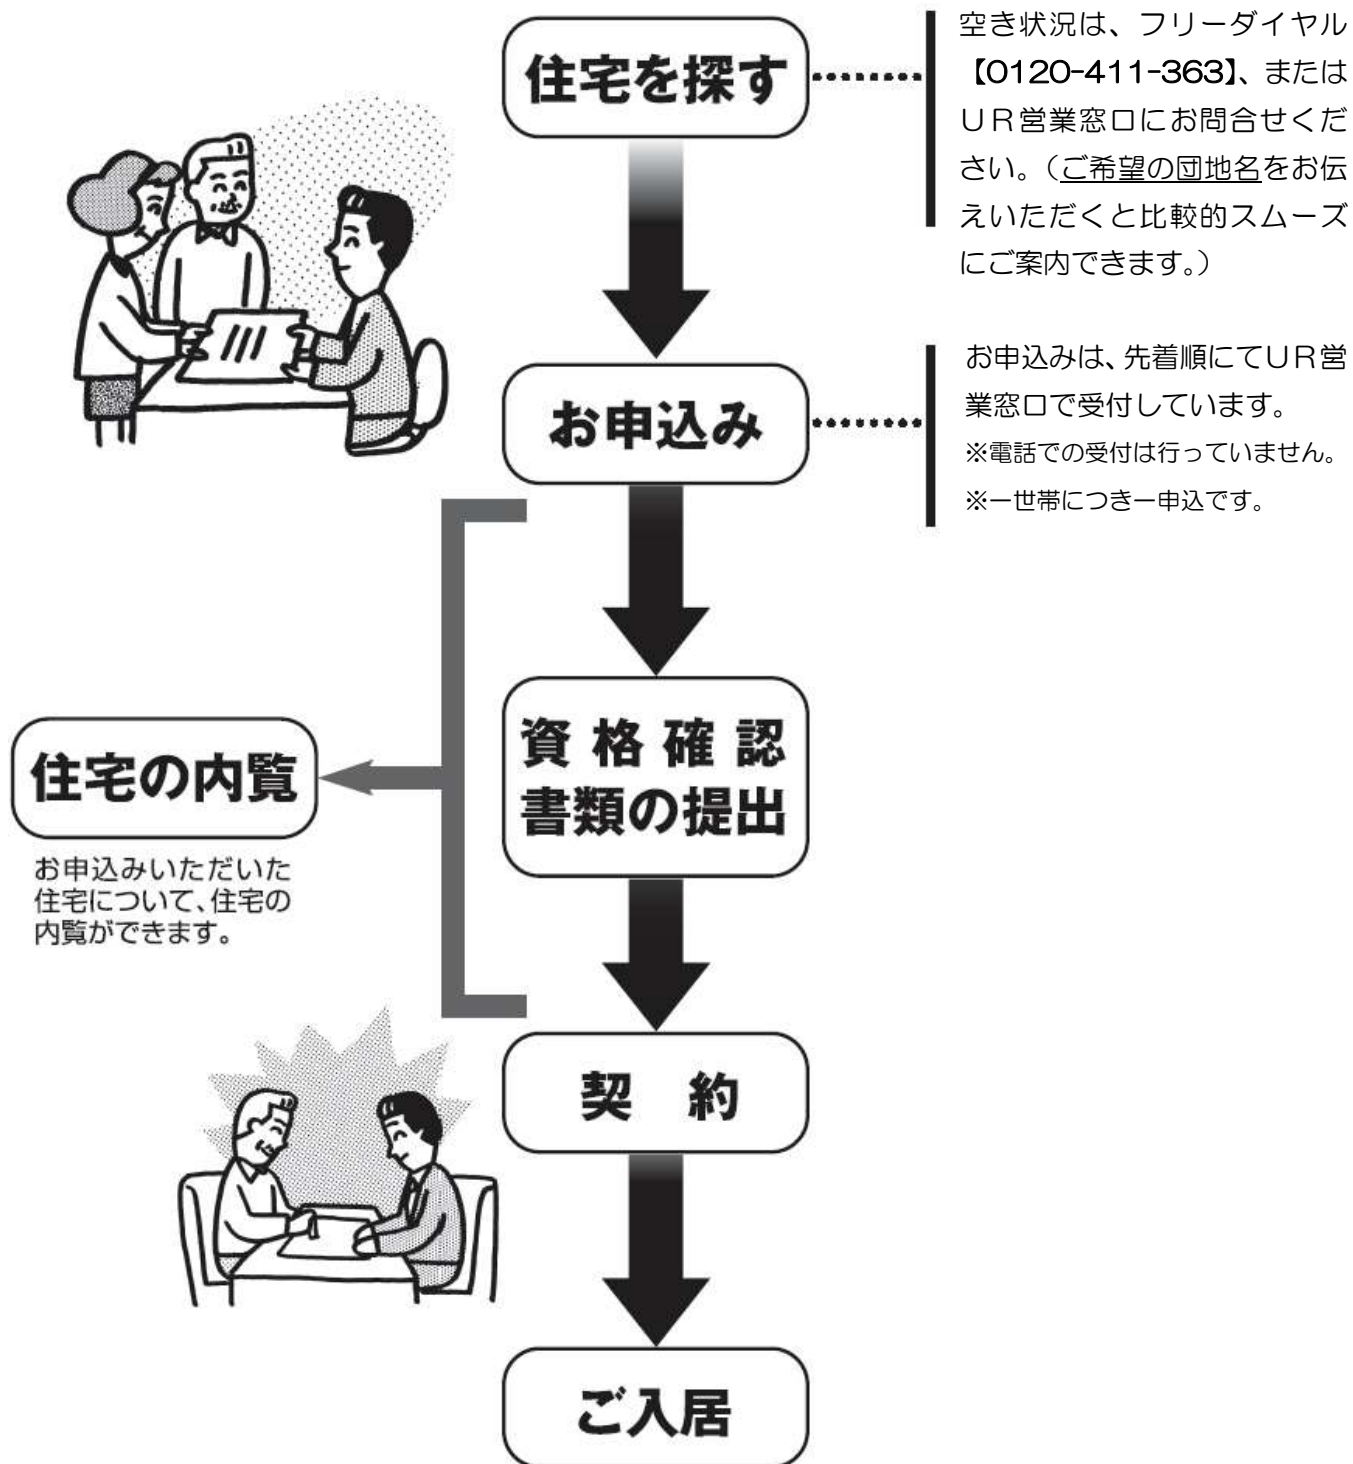 住宅を探す
空き状況は、フリーダイヤル
【0120-411-363】、または
UR営業窓口にお問合せくだ
さい。（ご希望の団地名をお伝
えいただくと比較的スムーズ
にご案内できます。）
お申込み
お申込みは、先着順にてUR営
業窓口で受付しています。
※電話での受付は行っていません。
※一世帯につき一申込です。
資格確認
書類の提出
住宅の内覧
お申込みいただいた
住宅について、住宅の
内覧ができます。
契　約
ご入居